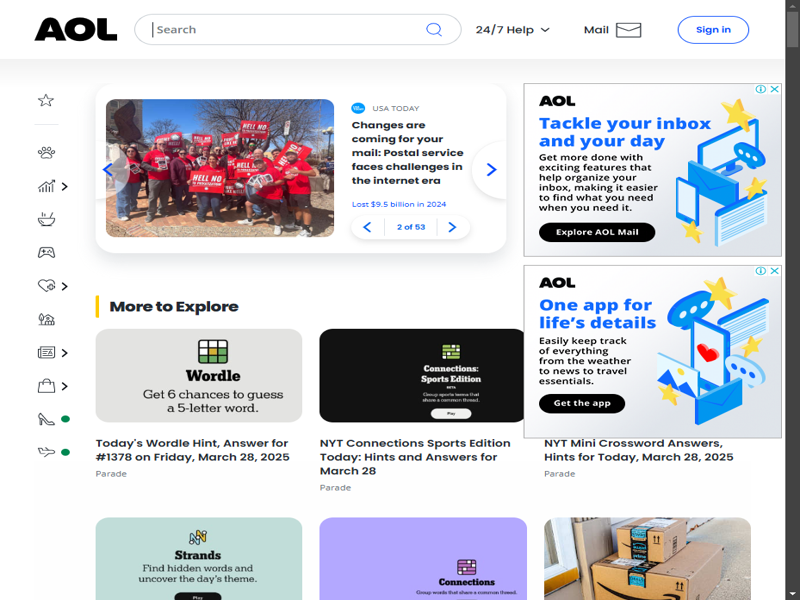 AOL
Search
24/7 Help
Mail
Sign in
USA TODAY
Changes are
coming for your
mail: Postal service
faces challenges in
the internet era
Lost $9.5 billion in 2024
2 of 53
HELL NO
AOL
Tackle your inbox
and your day
Get more done with
exciting features that
help organize your
inbox, making it easier
to find what you need
when you need it.
Explore AOL Mail
AOL
One app for
life's details
Easily keep track
of everything
from the weather
to news to travel
essentials.
Get the app
More to Explore
Wordle
Get 6 chances to guess
a 5-letter word.
Connections:
Sports Edition
BETA
Group sports terms that
share a common thread.
Play
Today's Wordle Hint, Answer for
#1378 on Friday, March 28, 2025
Parade
NYT Connections Sports Edition
Today: Hints and Answers for
March 28
Parade
NYT Mini Crossword Answers,
Hints for Today, March 28, 2025
Parade
Strands
Find hidden words and
uncover the day's theme.
Play
Connections
Group words that share a common thread.